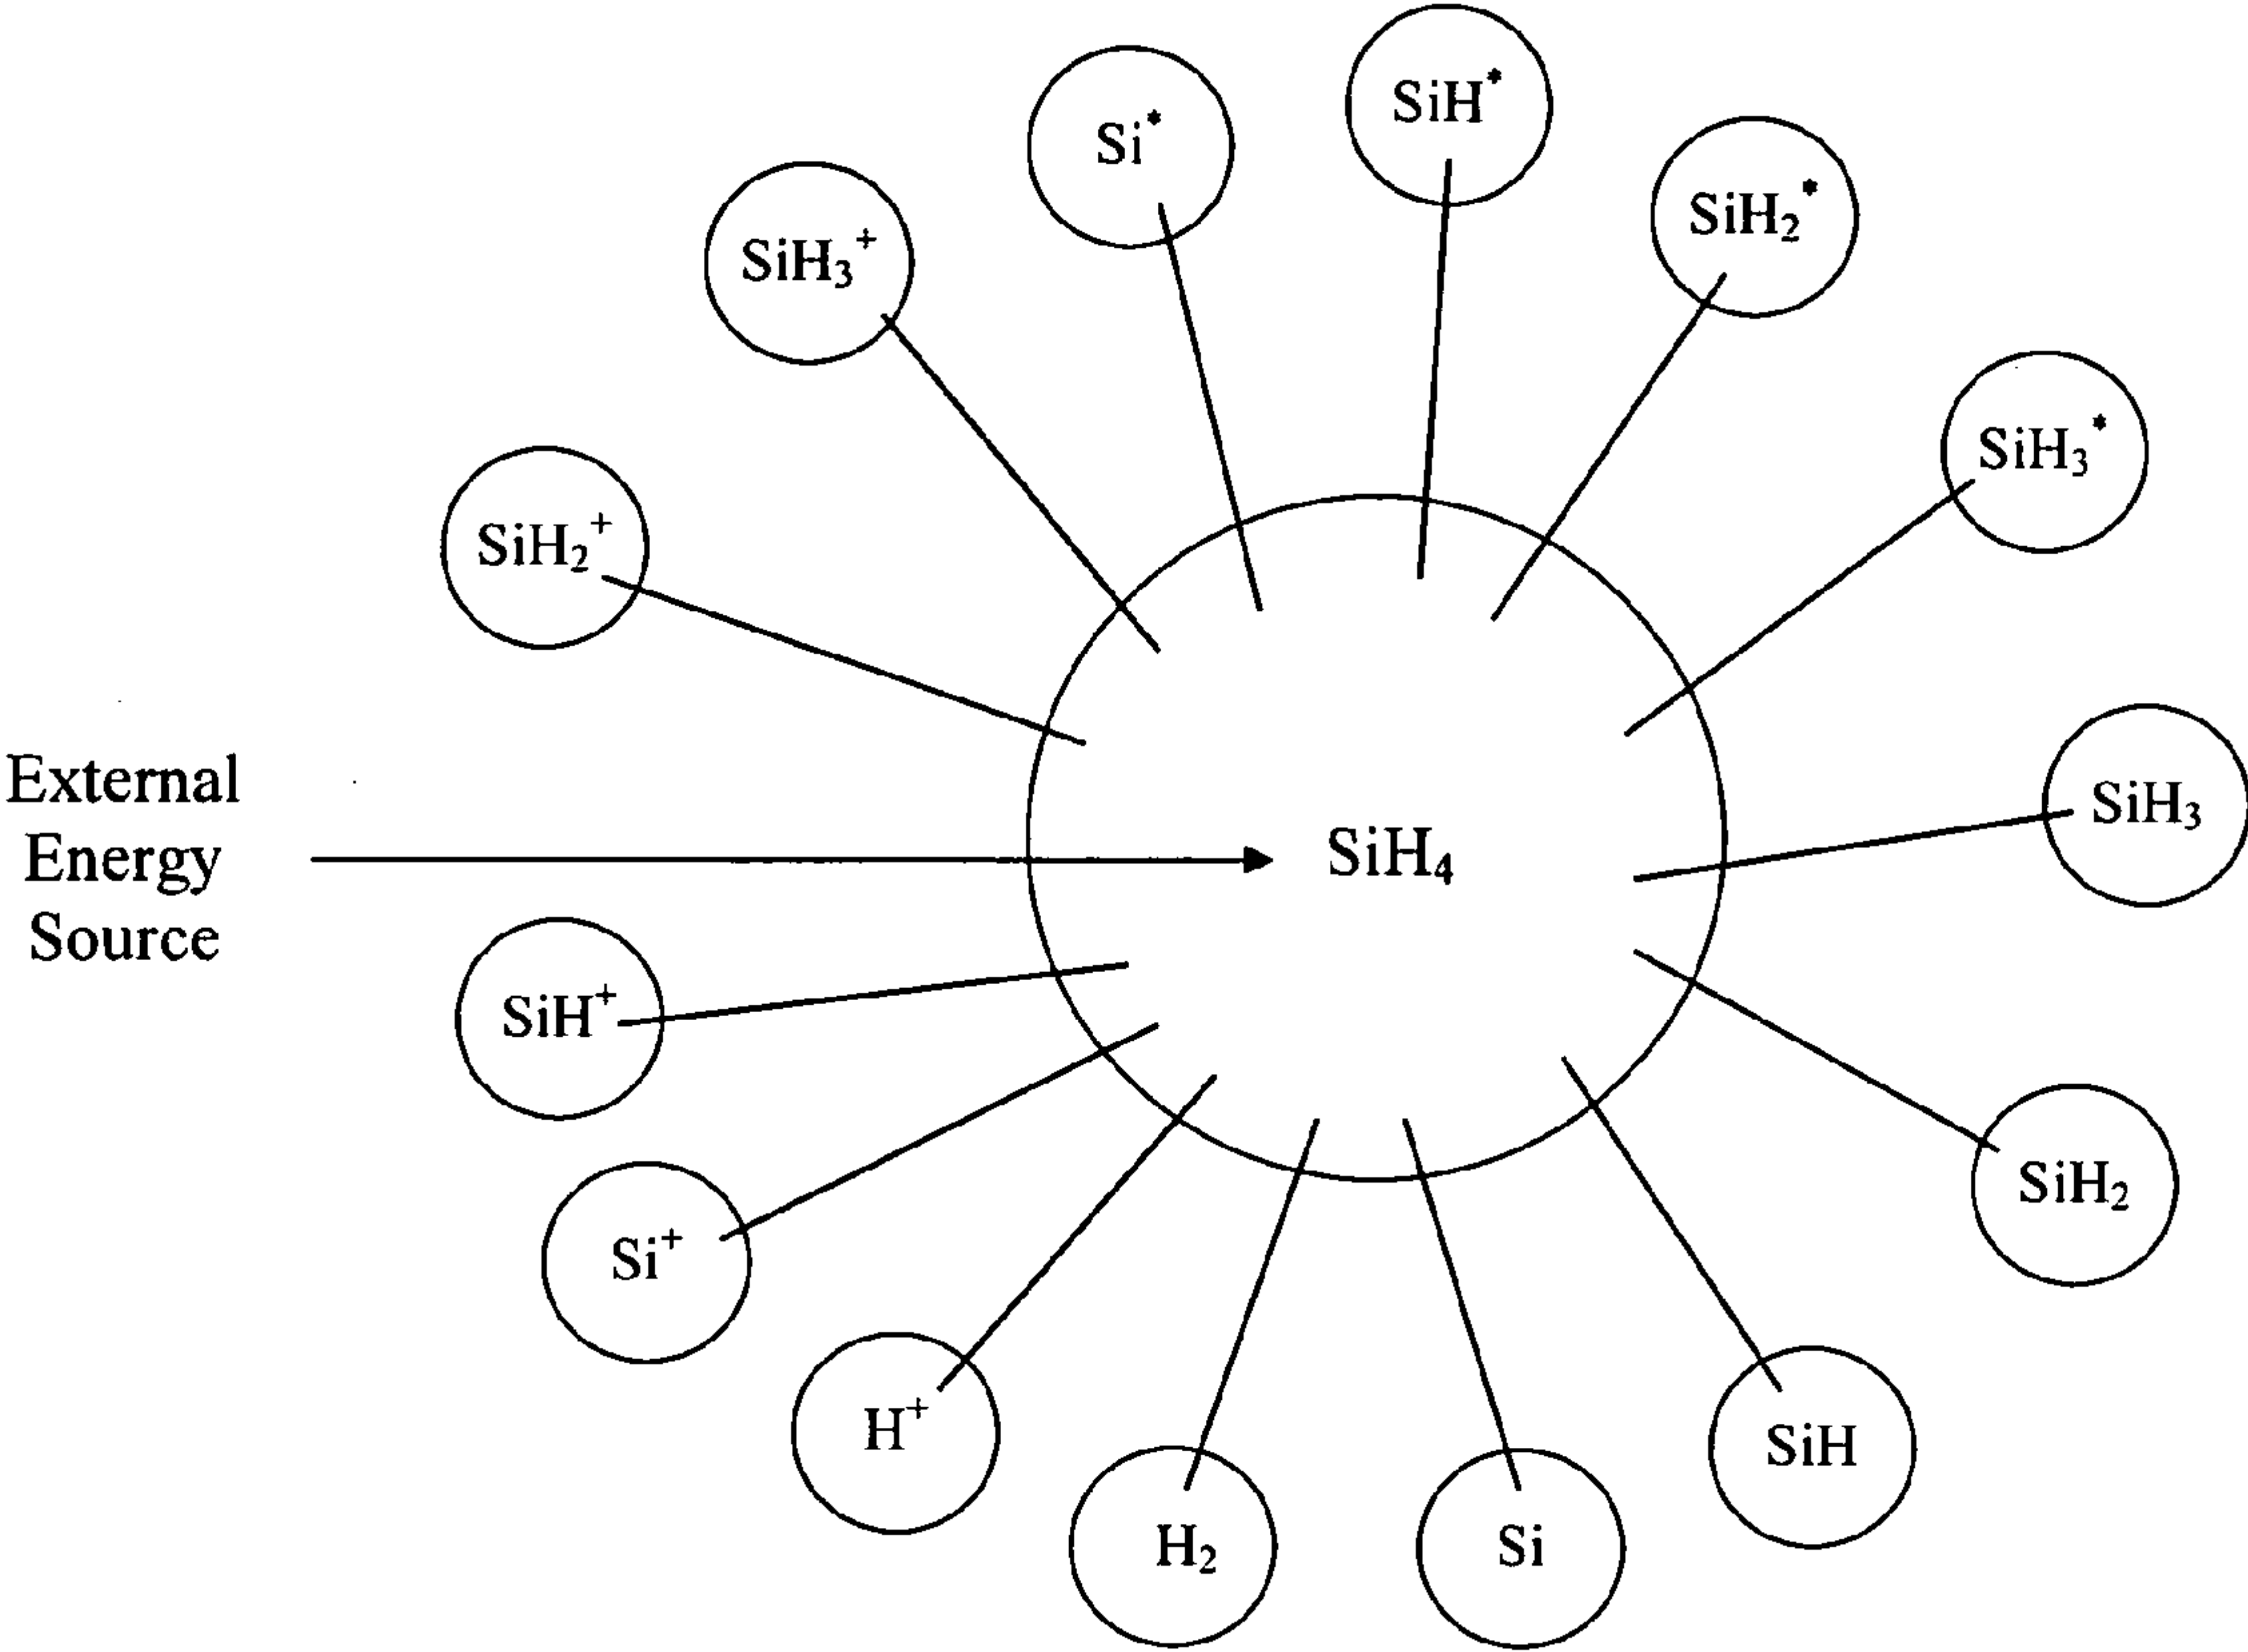 SiH*
Si*
SiH₂*
SiH₃⁺
SiH₃*
SiH₂⁺
External
Energy
Source
SiH₄
SiH₃
SiH⁺
SiH₂
Si⁺
H⁺
SiH
H₂
Si